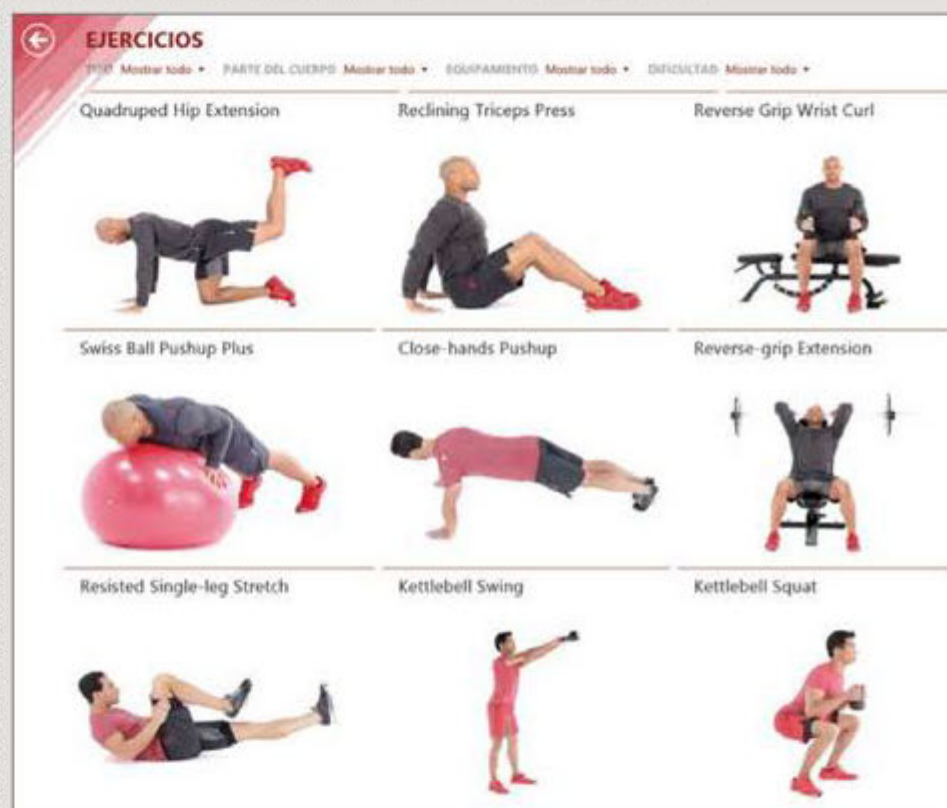 EJERCICIOS
TIPO Mostrar todo PARTE DEL CUERPO Mostrar todo EQUIPAMIENTO Mostrar todo DIFICULTAD Mostrar todo
Quadruped Hip Extension Reclining Triceps Press Reverse Grip Wrist Curl
Swiss Ball Pushup Plus Close-hands Pushup Reverse-grip Extension
Resisted Single-leg Stretch Kettlebell Swing Kettlebell Squat